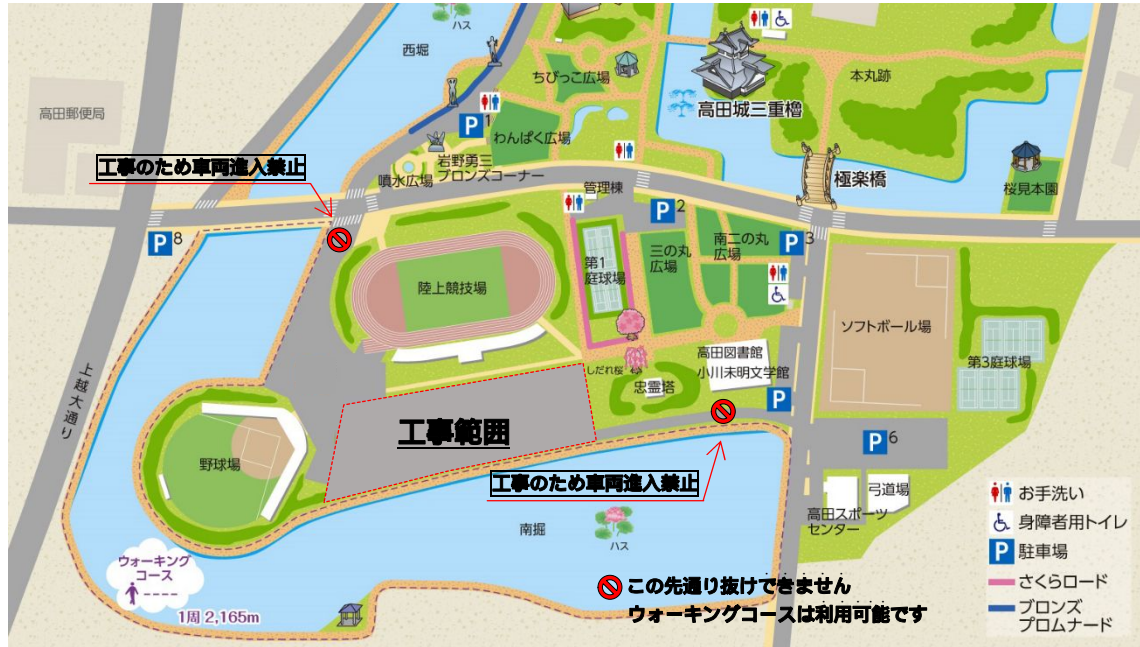 ハス
西堀
高田郵便局
ちびっこ広場
高田城三重櫓
本丸跡
P1
わんぱく広場
工事のため車両進入禁止
岩野勇三
ブロンズコーナー
噴水広場
極楽橋
桜見本園
管理棟
P8
P2
P3
第1
庭球場
三の丸
広場
南二の丸
広場
陸上競技場
ソフトボール場
第3庭球場
上越大通り
高田図書館
小川未明文学館
しだれ桜
忠霊塔
P
工事範囲
P6
野球場
工事のため車両進入禁止
弓道場
高田スポーツ
センター
南掘
ハス
ウォーキング
コース
1周 2,165m
この先通り抜けできません
ウォーキングコースは利用可能です
お手洗い
身障者用トイレ
P 駐車場
さくらロード
ブロンズ
プロムナード